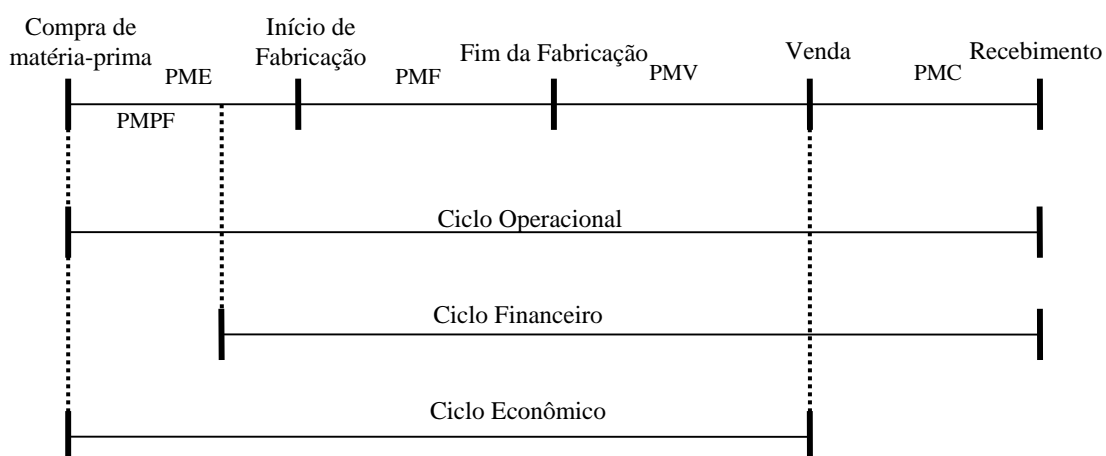 Compra de
matéria-prima
Início de
Fabricação
Fim da Fabricação
Venda
Recebimento
PME
PMF
PMV
PMC
PMPF
Ciclo Operacional
Ciclo Financeiro
Ciclo Econômico